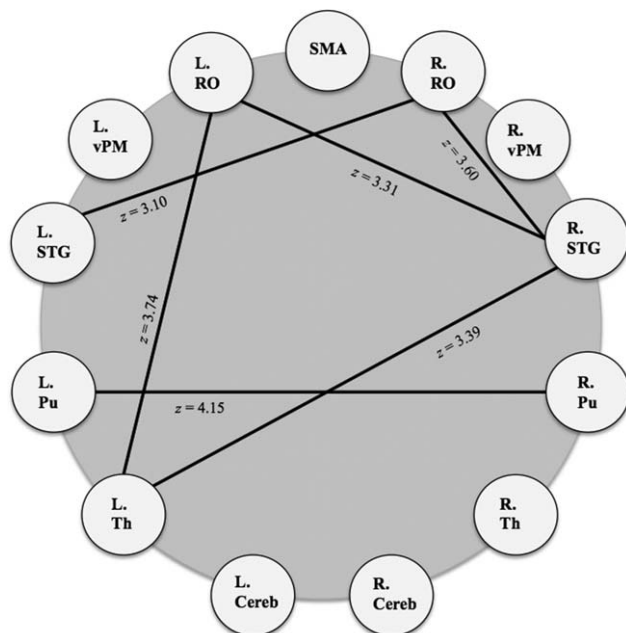 SMA
L.
RO
R.
RO
L.
vPM
R.
vPM
z = 3.60
z = 3.31
z = 3.10
L.
STG
R.
STG
z = 3.74
z = 3.39
L.
Pu
z = 4.15
R.
Pu
L.
Th
R.
Th
L.
Cereb
R.
Cereb